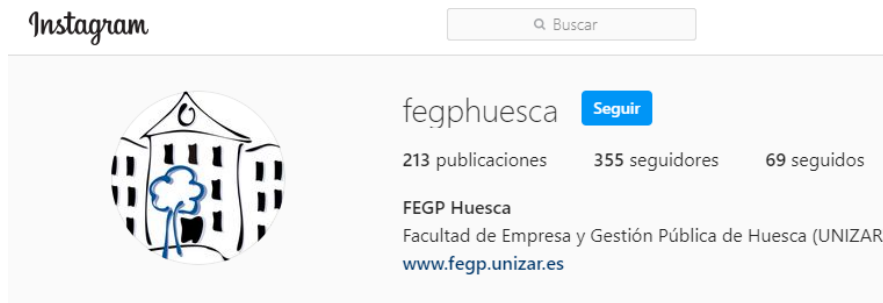 Instagram
Buscar
fegphuesca Seguir
213 publicaciones 355 seguidores 69 seguidos
FEGP Huesca
Facultad de Empresa y Gestión Pública de Huesca (UNIZAR
www.fegp.unizar.es